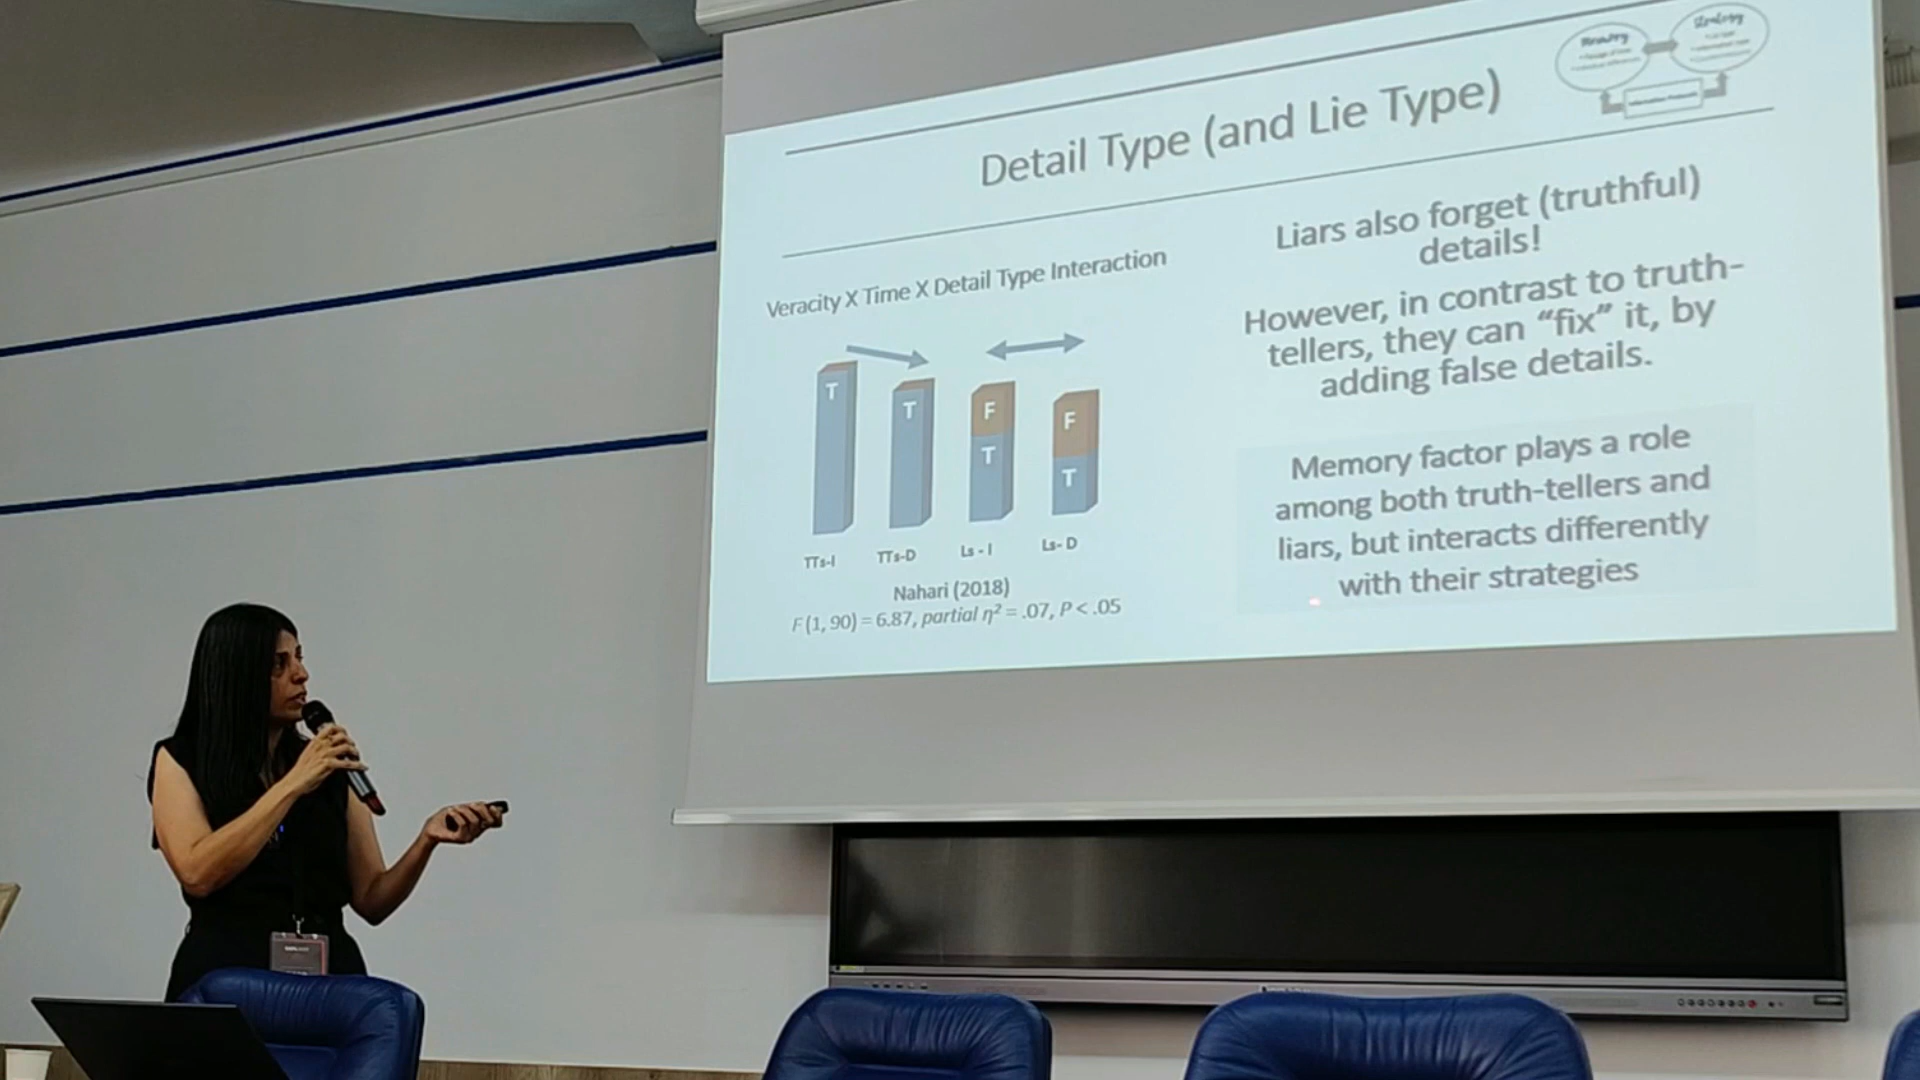 Memory
Strategy
Detail Type (and Lie Type)
Veracity X Time X Detail Type Interaction
T
T
F
T
F
T
TTs-I
TTs-D
Ls - I
Ls- D
Nahari (2018)
F (1, 90) = 6.87, partial η² = .07, P < .05
Liars also forget (truthful)
details!
However, in contrast to truth-
tellers, they can “fix” it, by
adding false details.
Memory factor plays a role
among both truth-tellers and
liars, but interacts differently
with their strategies